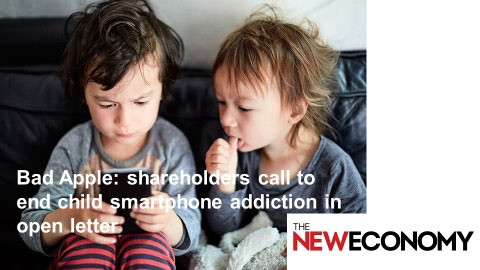 Bad Apple: shareholders call to
end child smartphone addiction in
open letter
THE
NEWECONOMY